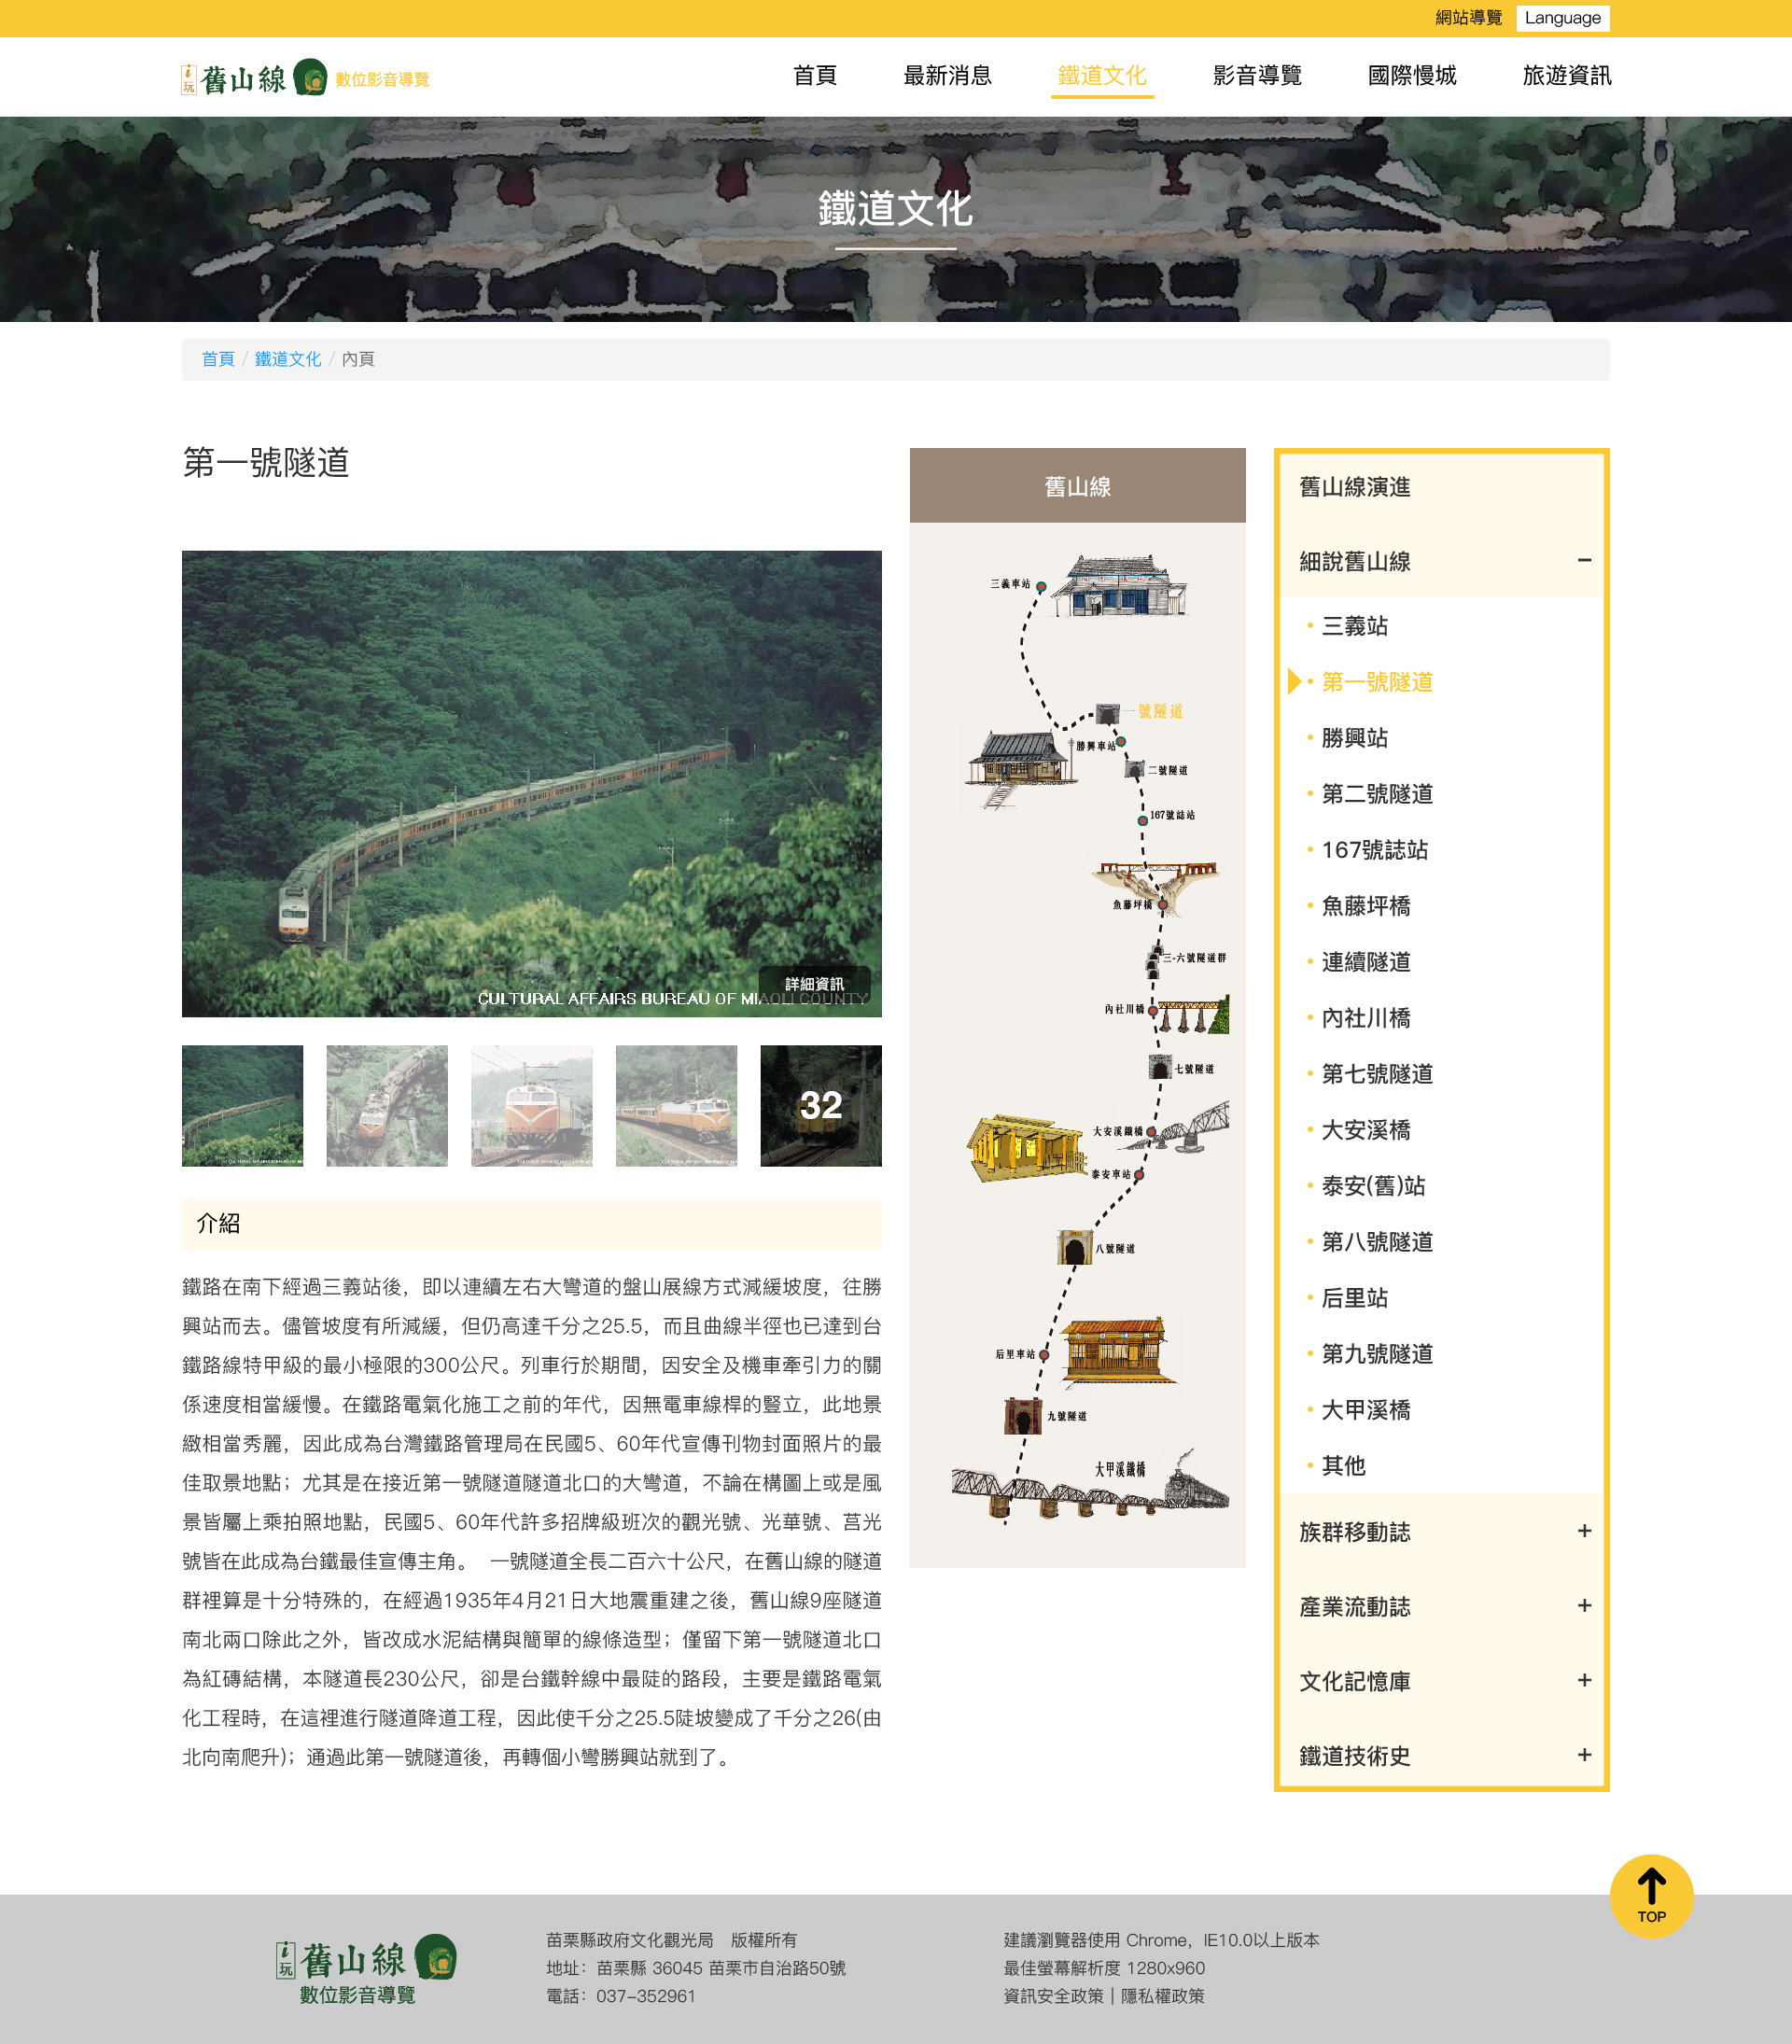 網站導覽 Language
i玩 舊山線 數位影音導覽
首頁 最新消息 鐵道文化 影音導覽 國際慢城 旅遊資訊
鐵道文化
首頁 / 鐵道文化 / 內頁
第一號隧道
詳細資訊
CULTURAL AFFAIRS BUREAU OF MIAOLI COUNTY
32
介紹
鐵路在南下經過三義站後，即以連續左右大彎道的盤山展線方式減緩坡度，往勝
興站而去。儘管坡度有所減緩，但仍高達千分之25.5，而且曲線半徑也已達到台
鐵路線特甲級的最小極限的300公尺。列車行於期間，因安全及機車牽引力的關
係速度相當緩慢。在鐵路電氣化施工之前的年代，因無電車線桿的豎立，此地景
緻相當秀麗，因此成為台灣鐵路管理局在民國5、60年代宣傳刊物封面照片的最
佳取景地點；尤其是在接近第一號隧道隧道北口的大彎道，不論在構圖上或是風
景皆屬上乘拍照地點，民國5、60年代許多招牌級班次的觀光號、光華號、莒光
號皆在此成為台鐵最佳宣傳主角。 一號隧道全長二百六十公尺，在舊山線的隧道
群裡算是十分特殊的，在經過1935年4月21日大地震重建之後，舊山線9座隧道
南北兩口除此之外，皆改成水泥結構與簡單的線條造型；僅留下第一號隧道北口
為紅磚結構，本隧道長230公尺，卻是台鐵幹線中最陡的路段，主要是鐵路電氣
化工程時，在這裡進行隧道降道工程，因此使千分之25.5陡坡變成了千分之26(由
北向南爬升)；通過此第一號隧道後，再轉個小彎勝興站就到了。
舊山線
三義車站
一號隧道
勝興車站
二號隧道
167號誌站
魚藤坪橋
三-六號隧道群
內社川橋
七號隧道
大安溪鐵橋
泰安車站
八號隧道
后里車站
九號隧道
大甲溪鐵橋
舊山線演進
細說舊山線 −
三義站
第一號隧道
勝興站
第二號隧道
167號誌站
魚藤坪橋
連續隧道
內社川橋
第七號隧道
大安溪橋
泰安(舊)站
第八號隧道
后里站
第九號隧道
大甲溪橋
其他
族群移動誌 +
產業流動誌 +
文化記憶庫 +
鐵道技術史 +
TOP
i玩 舊山線
數位影音導覽
苗栗縣政府文化觀光局 版權所有
地址：苗栗縣 36045 苗栗市自治路50號
電話：037-352961
建議瀏覽器使用 Chrome，IE10.0以上版本
最佳螢幕解析度 1280x960
資訊安全政策 | 隱私權政策